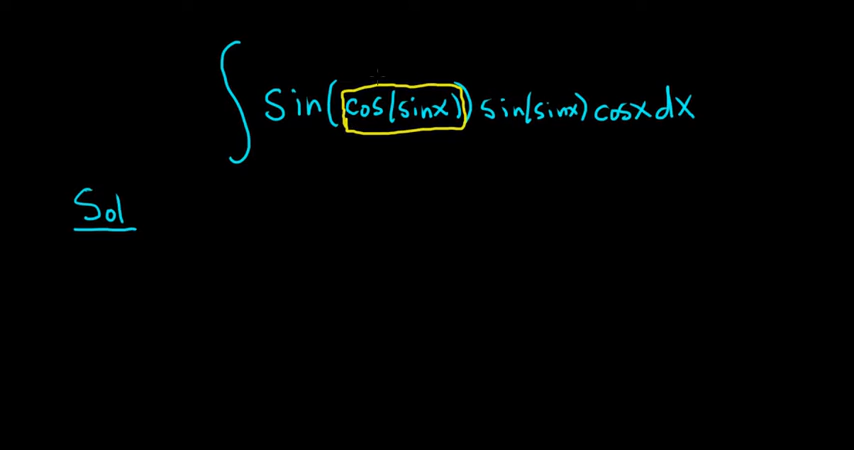 ∫ Sin(cos(sinx)) sin(sinx) cosx dx
Sol